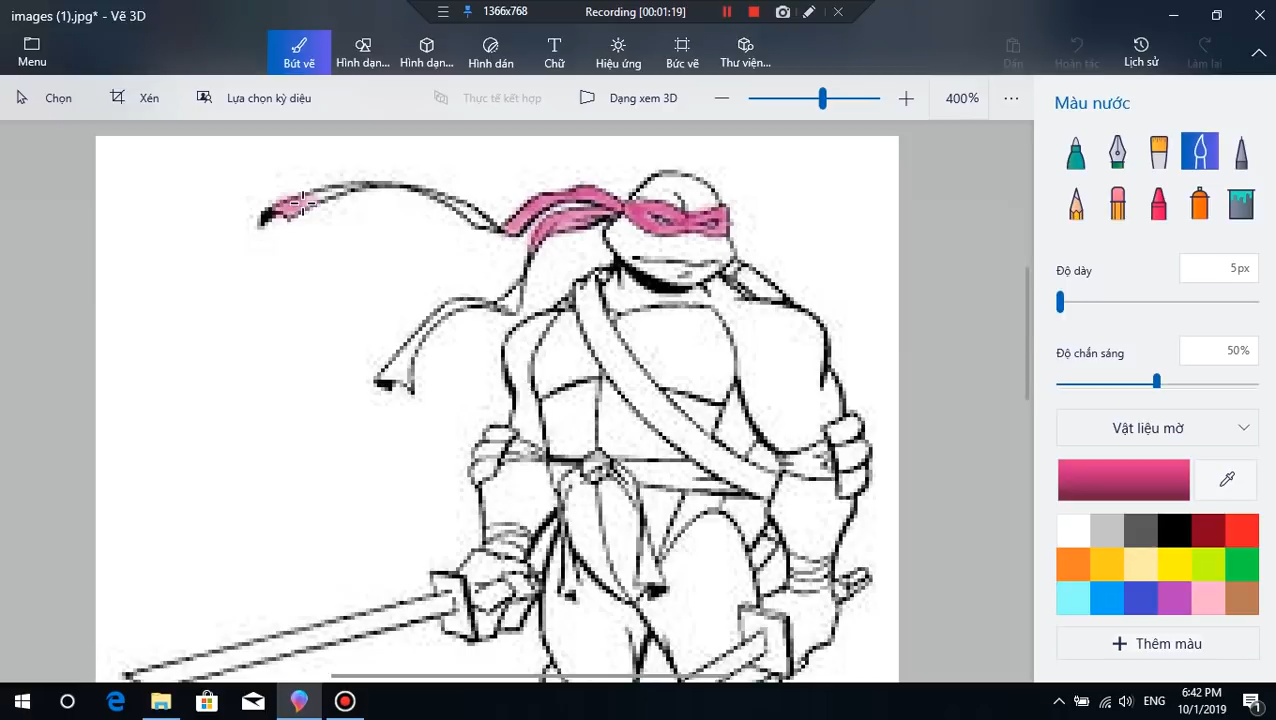 1366x768
Recording [00:01:19]
images (1).jpg* - Vẽ 3D
Menu
Bút vẽ
Hình dạn...
Hình dạn...
Hình dán
Chữ
Hiệu ứng
Bức vẽ
Thư viện...
Dán
Hoàn tác
Lịch sử
Làm lại
Chọn
Xén
Lựa chọn kỳ diệu
Thực tế kết hợp
Dạng xem 3D
400%
Màu nước
Độ dày
5px
Độ chắn sáng
50%
Vật liệu mờ
Thêm màu
ENG
6:42 PM
10/1/2019
1